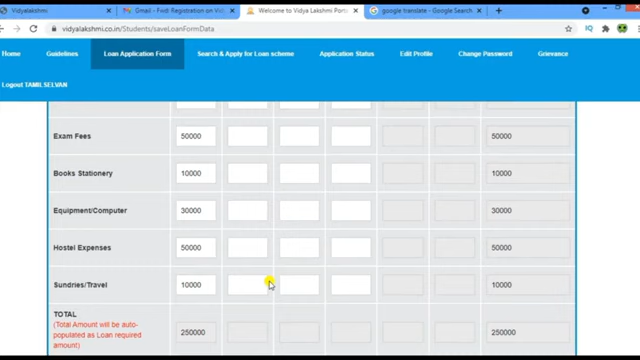 Vidyalakshmi
Gmail - Fwd: Registration on Vid
Welcome to Vidya Lakshmi Porta
google translate - Google Search
vidyalakshmi.co.in/Students/saveLoanFormData
Home Guidelines Loan Application Form Search & Apply for Loan scheme Application Status Edit Profile Change Password Grievance
Logout TAMILSELVAN
Exam Fees 50000 50000
Books Stationery 10000 10000
Equipment/Computer 30000 30000
Hostel Expenses 50000 50000
Sundries/Travel 10000 10000
TOTAL
(Total Amount will be auto-
populated as Loan required
amount)
250000 250000